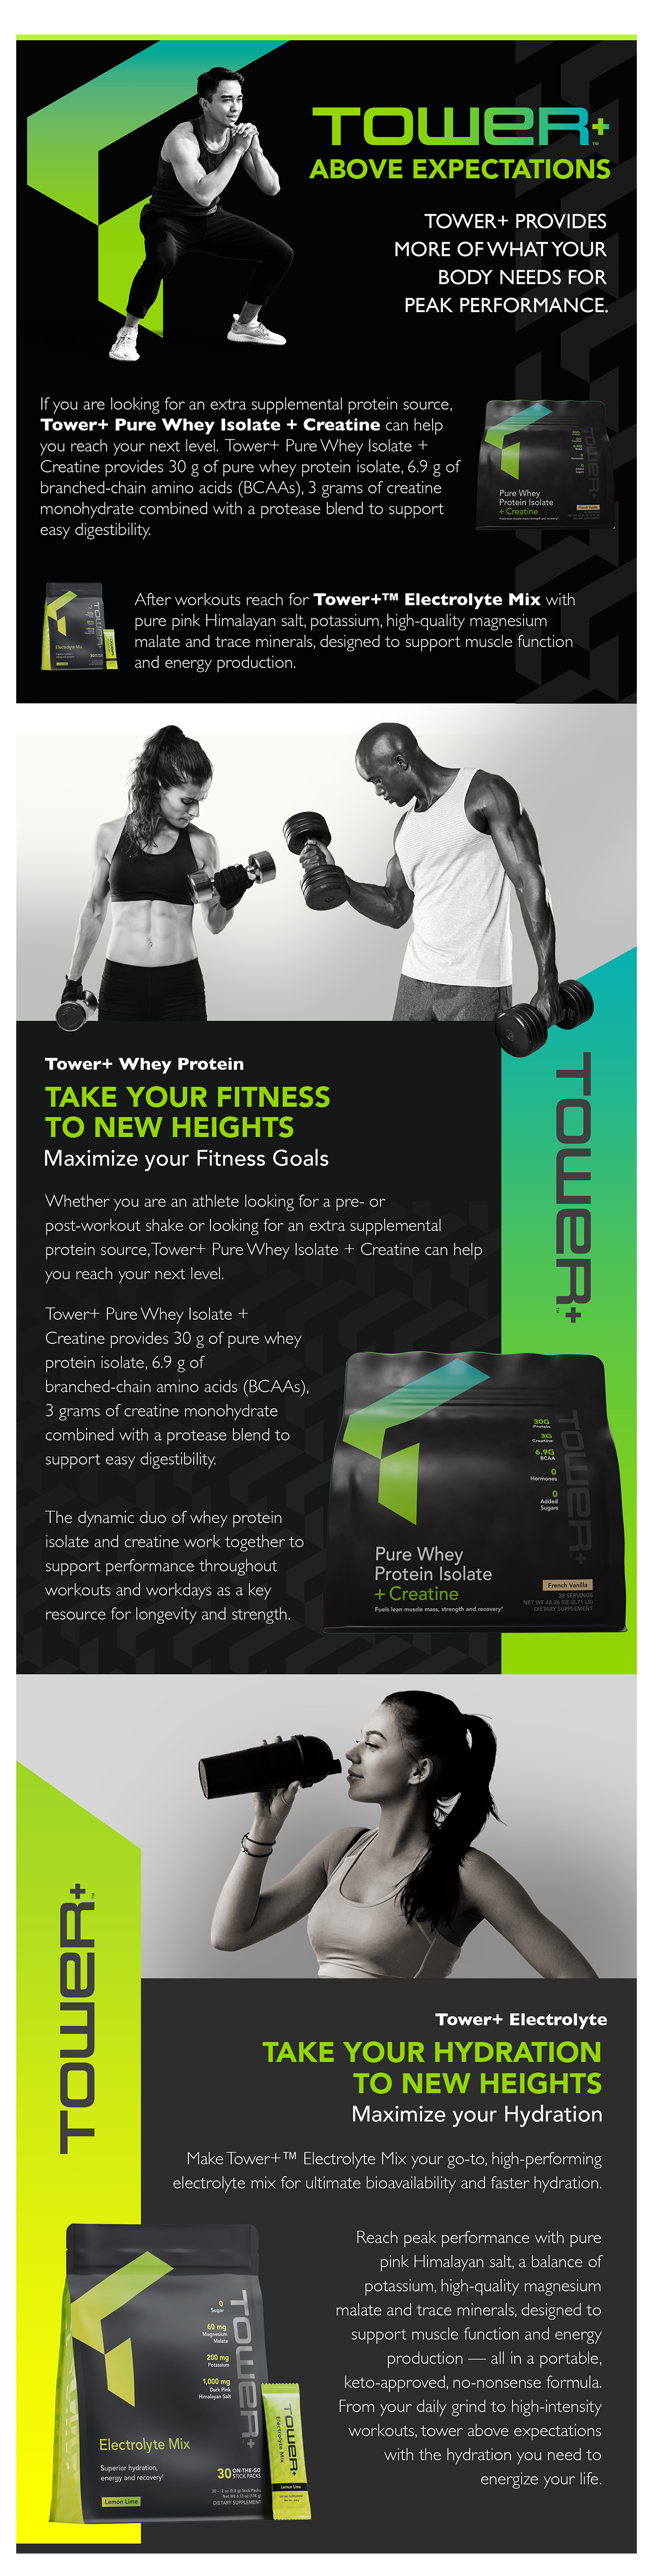 TOWER+™
ABOVE EXPECTATIONS
TOWER+ PROVIDES
MORE OF WHAT YOUR
BODY NEEDS FOR
PEAK PERFORMANCE.
If you are looking for an extra supplemental protein source,
Tower+ Pure Whey Isolate + Creatine can help
you reach your next level. Tower+ Pure Whey Isolate +
Creatine provides 30 g of pure whey protein isolate, 6.9 g of
branched-chain amino acids (BCAAs), 3 grams of creatine
monohydrate combined with a protease blend to support
easy digestibility.
TOWER+
Pure Whey
Protein Isolate
+ Creatine
After workouts reach for Tower+™ Electrolyte Mix with
pure pink Himalayan salt, potassium, high-quality magnesium
malate and trace minerals, designed to support muscle function
and energy production.
TOWER+
Electrolyte Mix
Tower+ Whey Protein
TAKE YOUR FITNESS
TO NEW HEIGHTS
Maximize your Fitness Goals
TOWER+™
Whether you are an athlete looking for a pre- or
post-workout shake or looking for an extra supplemental
protein source, Tower+ Pure Whey Isolate + Creatine can help
you reach your next level.
Tower+ Pure Whey Isolate +
Creatine provides 30 g of pure whey
protein isolate, 6.9 g of
branched-chain amino acids (BCAAs),
3 grams of creatine monohydrate
combined with a protease blend to
support easy digestibility.
The dynamic duo of whey protein
isolate and creatine work together to
support performance throughout
workouts and workdays as a key
resource for longevity and strength.
30G
Protein
3G
Creatine
6.9G
BCAA
0
Hormones
0
Added
Sugars
TOWER+
Pure Whey
Protein Isolate
+ Creatine
Fuels lean muscle mass, strength and recovery†
French Vanilla
30 SERVINGS
NET WT 43.36 OZ (2.71 LB)
DIETARY SUPPLEMENT
TOWER+™
Tower+ Electrolyte
TAKE YOUR HYDRATION
TO NEW HEIGHTS
Maximize your Hydration
Make Tower+™ Electrolyte Mix your go-to, high-performing
electrolyte mix for ultimate bioavailability and faster hydration.
Reach peak performance with pure
pink Himalayan salt, a balance of
potassium, high-quality magnesium
malate and trace minerals, designed to
support muscle function and energy
production — all in a portable,
keto-approved, no-nonsense formula.
From your daily grind to high-intensity
workouts, tower above expectations
with the hydration you need to
energize your life.
0
Sugar
60 mg
Magnesium
Malate
200 mg
Potassium
1,000 mg
Dark Pink
Himalayan Salt
TOWER+
Electrolyte Mix
Superior hydration,
energy and recovery†
30 ON-THE-GO
STICK PACKS
Lemon Lime
DIETARY SUPPLEMENT
TOWER+
Electrolyte Mix
Lemon Lime